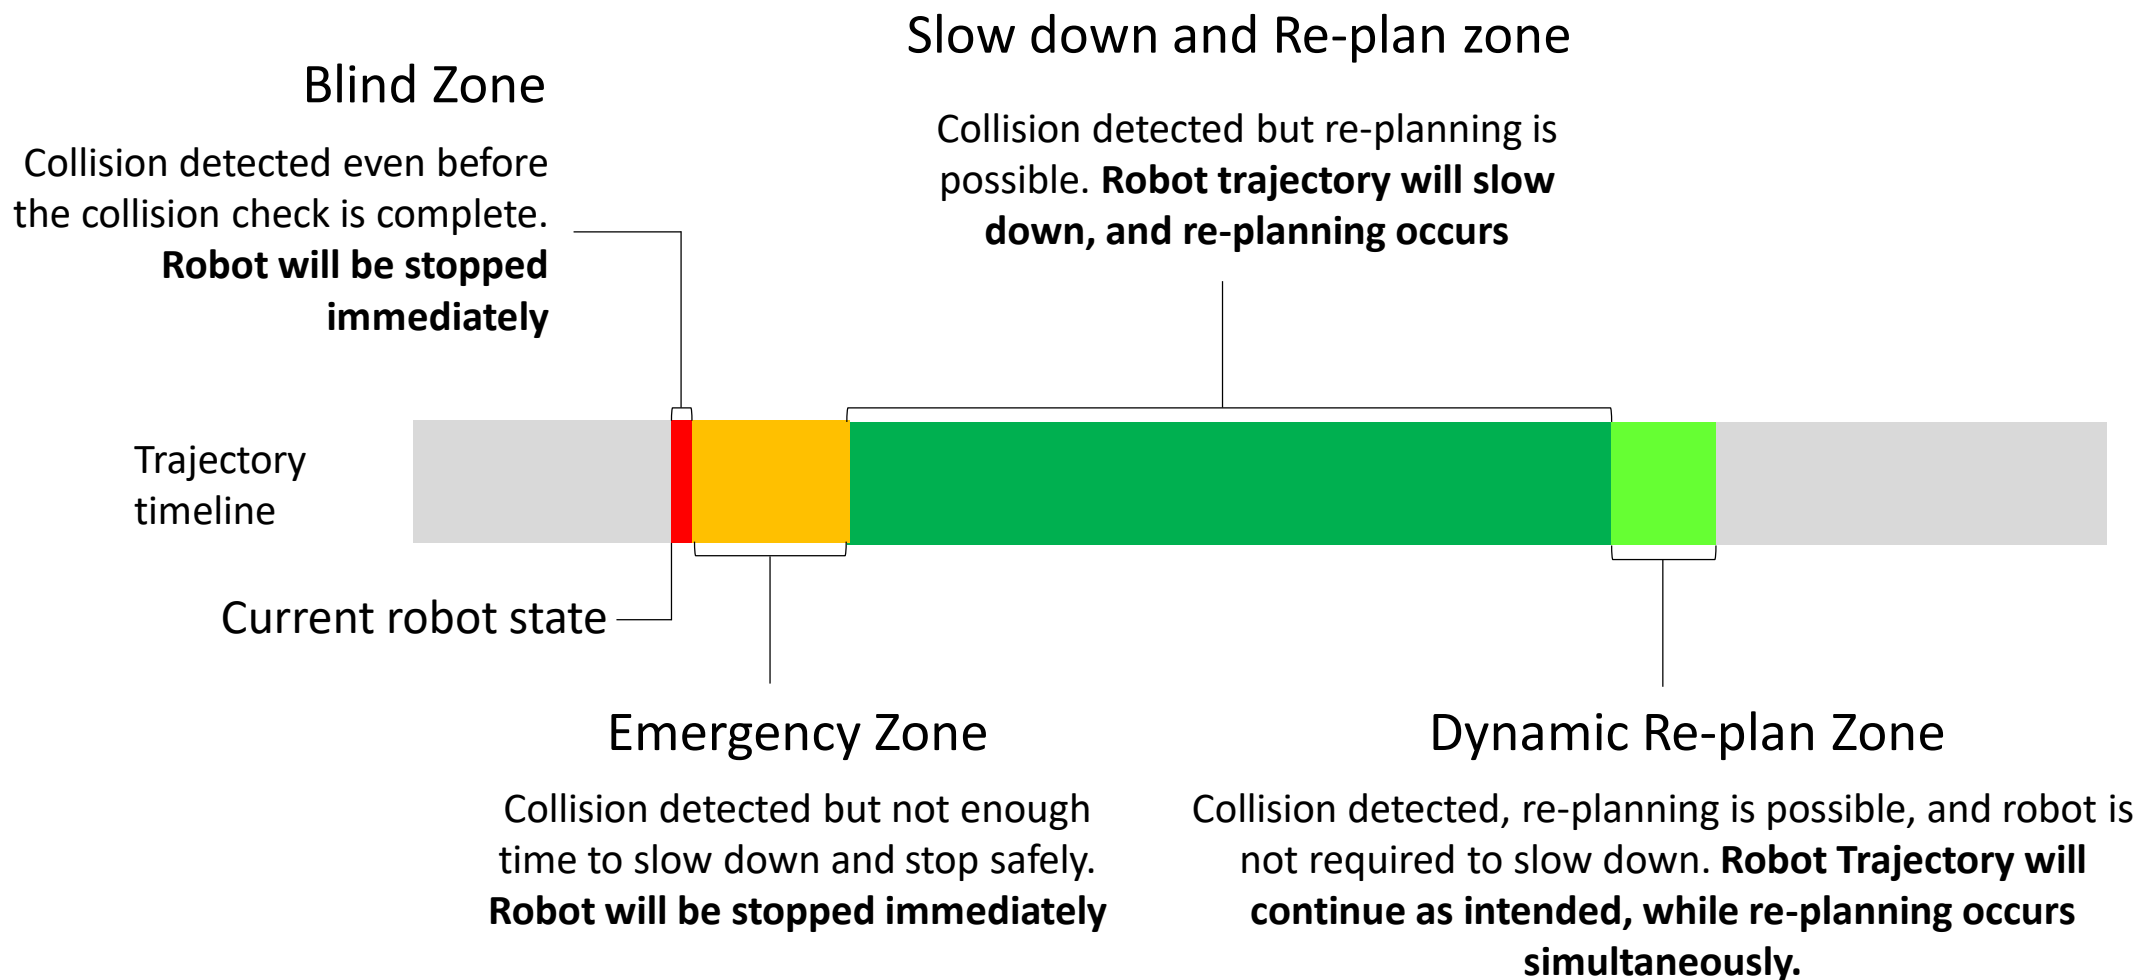 Slow down and Re-plan zone
Blind Zone
Collision detected even before
the collision check is complete.
Robot will be stopped
immediately
Collision detected but re-planning is
possible. Robot trajectory will slow
down, and re-planning occurs
Trajectory
timeline
Current robot state
Emergency Zone
Collision detected but not enough
time to slow down and stop safely.
Robot will be stopped immediately
Dynamic Re-plan Zone
Collision detected, re-planning is possible, and robot is
not required to slow down. Robot Trajectory will
continue as intended, while re-planning occurs
simultaneously.